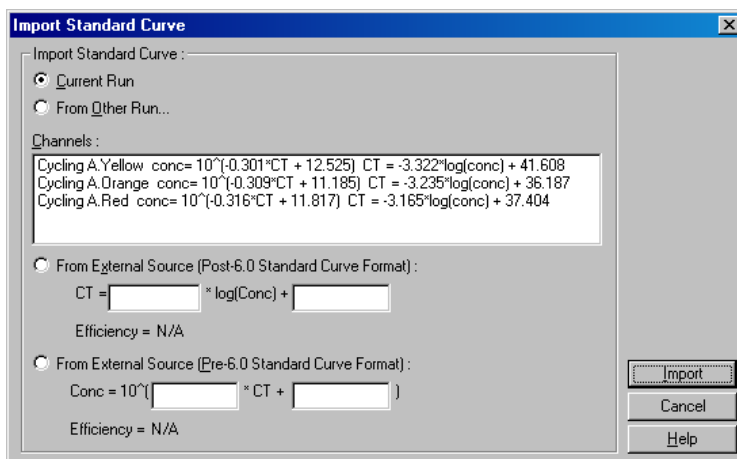 Import Standard Curve
Import Standard Curve :
Current Run
From Other Run...
Channels :
Cycling A.Yellow conc= 10^(-0.301*CT + 12.525) CT = -3.322*log(conc) + 41.608
Cycling A.Orange conc= 10^(-0.309*CT + 11.185) CT = -3.235*log(conc) + 36.187
Cycling A.Red conc= 10^(-0.316*CT + 11.817) CT = -3.165*log(conc) + 37.404
From External Source (Post-6.0 Standard Curve Format) :
CT = * log(Conc) +
Efficiency = N/A
From External Source (Pre-6.0 Standard Curve Format) :
Conc = 10^( * CT + )
Efficiency = N/A
Import
Cancel
Help